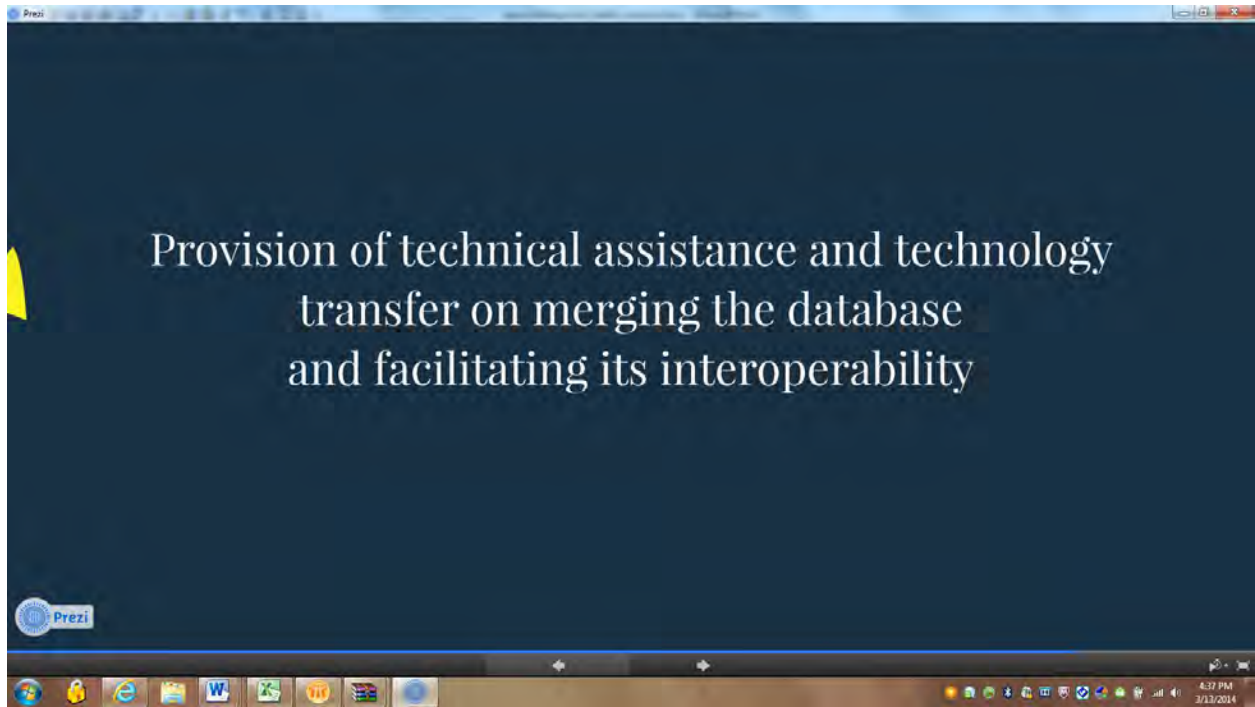 Prezi
Provision of technical assistance and technology
transfer on merging the database
and facilitating its interoperability
Prezi
4:37 PM
3/13/2014